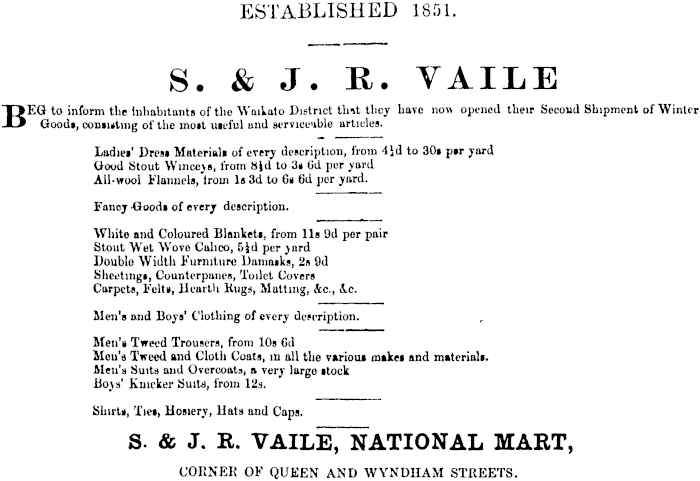 ESTABLISHED 1851.
S. & J. R. VAILE
BEG to inform the inhabitants of the Waikato District that they have now opened their Second Shipment of Winter
Goods, consisting of the most useful and serviceable articles.
Ladies' Dress Materials of every description, from 4½d to 30s per yard
Good Stout Winceys, from 8½d to 3s 6d per yard
All-wool Flannels, from 1s 3d to 6s 6d per yard.
Fancy Goods of every description.
White and Coloured Blankets, from 11s 9d per pair
Stout Wet Wove Calico, 5½d per yard
Double Width Furniture Damasks, 2s 9d
Sheetings, Counterpanes, Toilet Covers
Carpets, Felts, Hearth Rugs, Matting, &c., &c.
Men's and Boys' Clothing of every description.
Men's Tweed Trousers, from 10s 6d
Men's Tweed and Cloth Coats, in all the various makes and materials.
Men's Suits and Overcoats, a very large stock
Boys' Knicker Suits, from 12s.
Shirts, Ties, Hosiery, Hats and Caps.
S. & J. R. VAILE, NATIONAL MART,
CORNER OF QUEEN AND WYNDHAM STREETS.